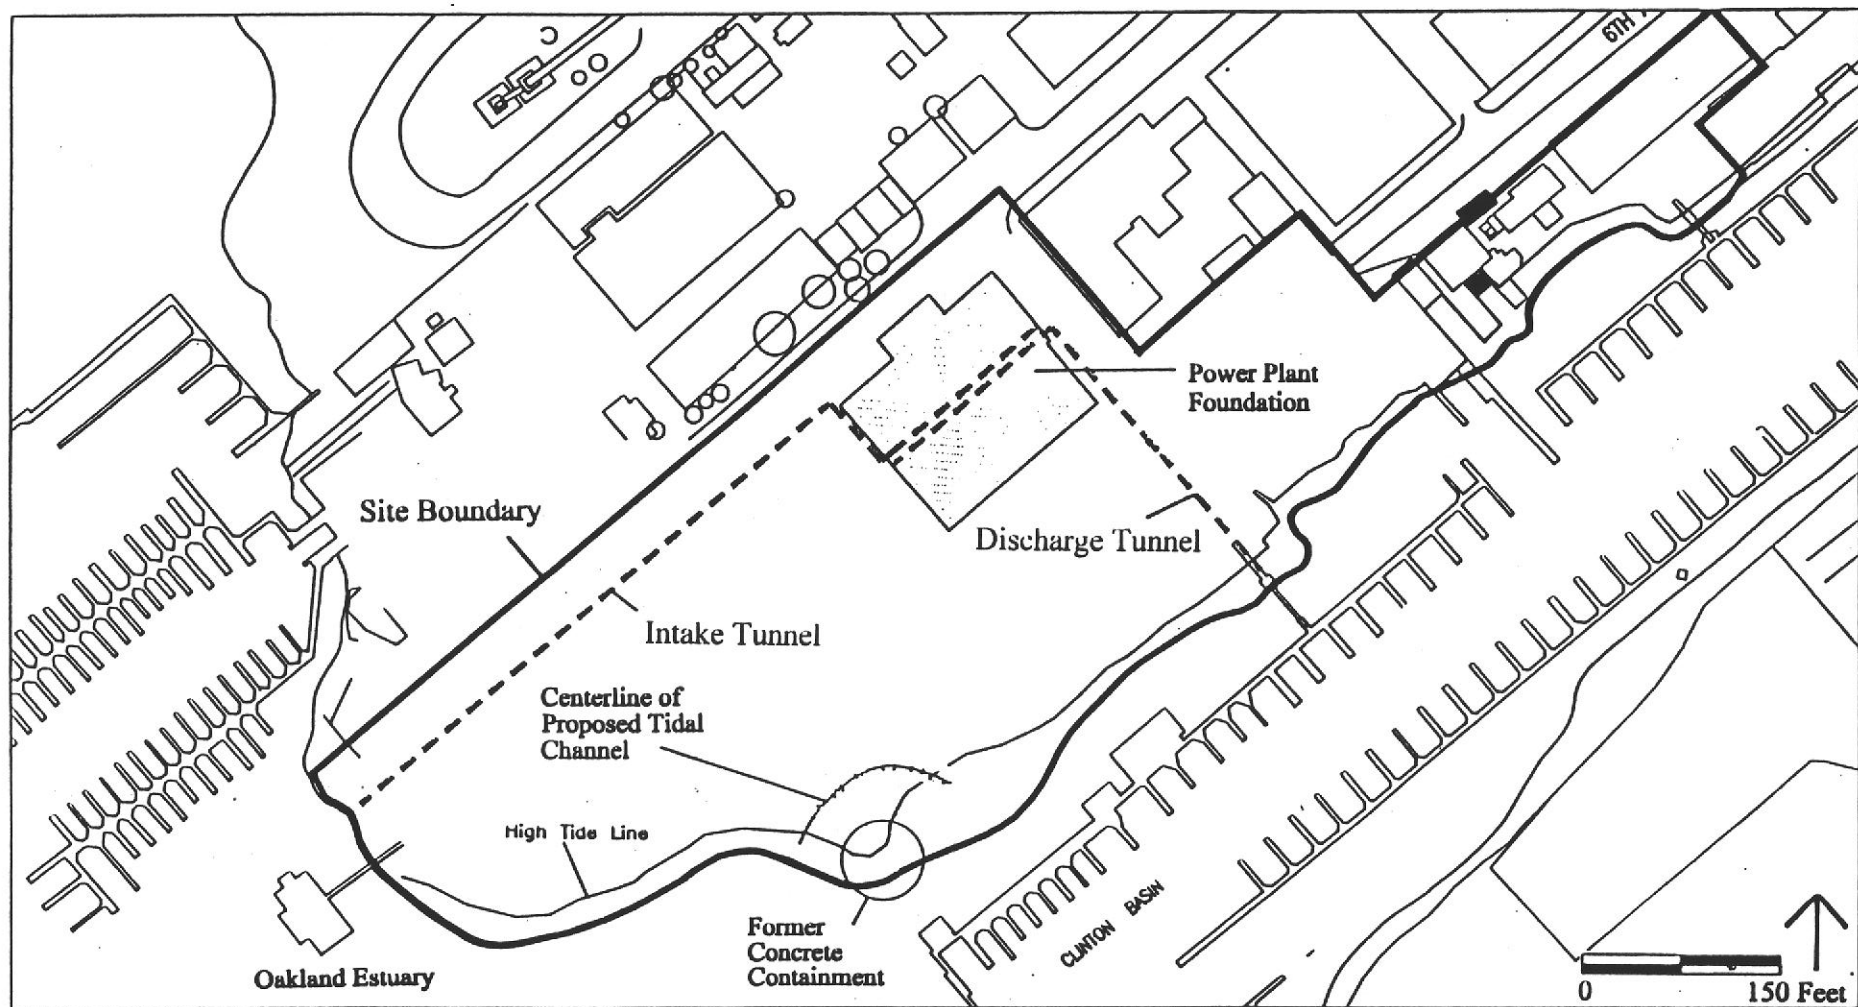 C
6TH
Power Plant
Foundation
Site Boundary
Discharge Tunnel
Intake Tunnel
Centerline of
Proposed Tidal
Channel
High Tide Line
Former
Concrete
Containment
CLINTON BASIN
Oakland Estuary
0 150 Feet